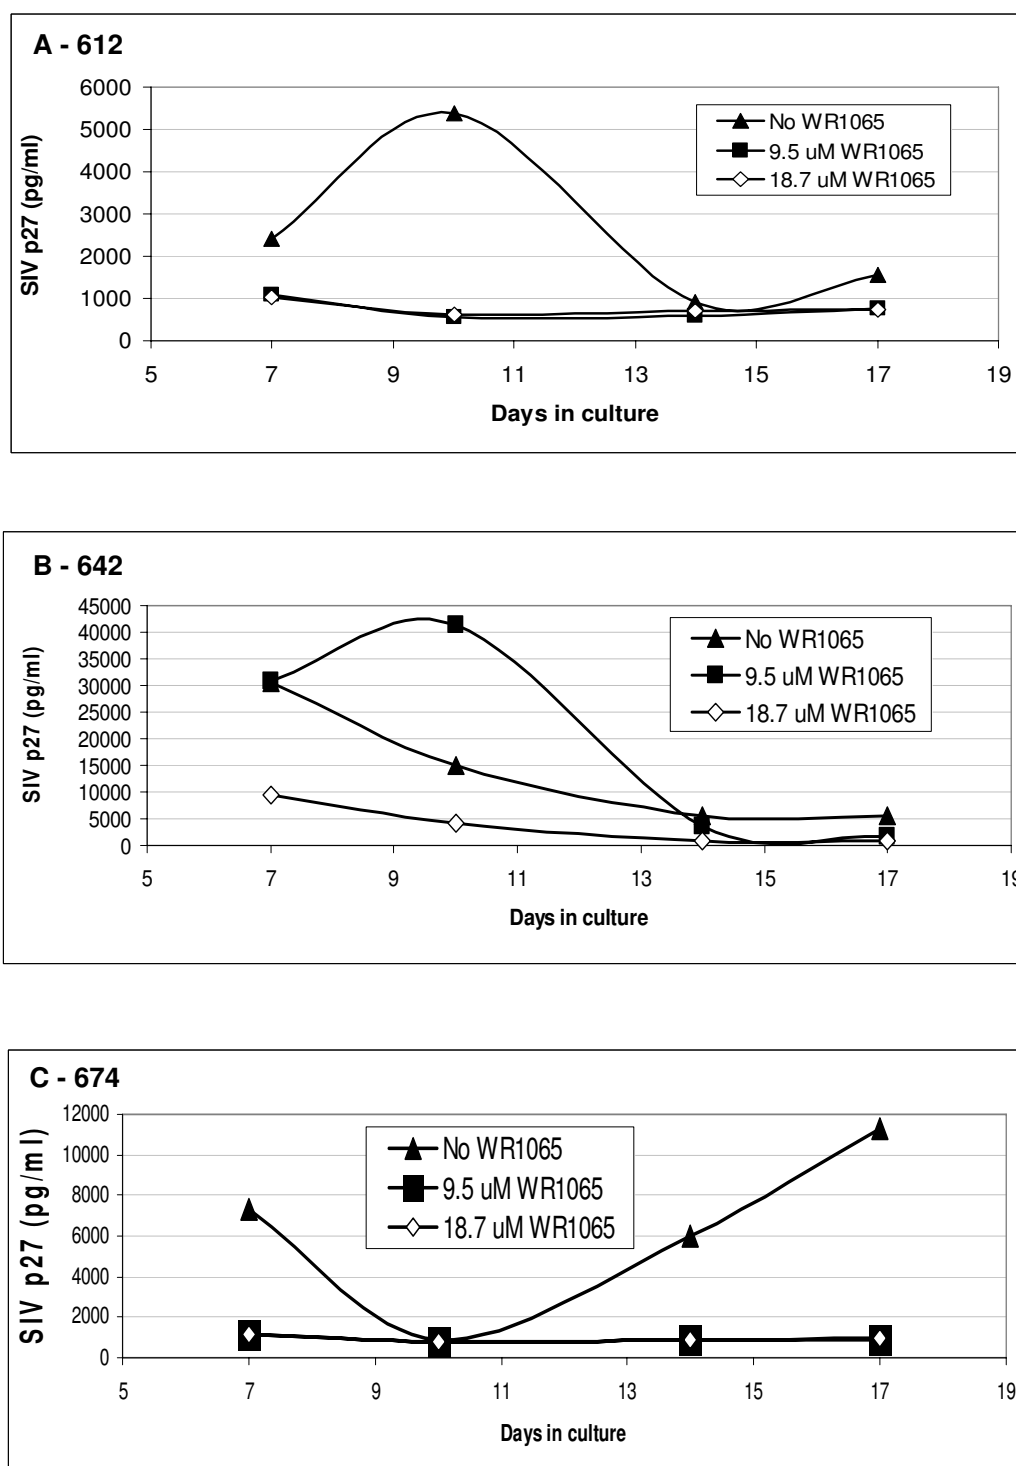 A - 612
SIV p27 (pg/ml)
6000
5000
4000
3000
2000
1000
0
No WR1065
9.5 uM WR1065
18.7 uM WR1065
5 7 9 11 13 15 17 19
Days in culture
B - 642
SIV p27 (pg/ml)
45000
40000
35000
30000
25000
20000
15000
10000
5000
0
No WR1065
9.5 uM WR1065
18.7 uM WR1065
5 7 9 11 13 15 17 19
Days in culture
C - 674
SIV p27 (pg/ml)
12000
10000
8000
6000
4000
2000
0
No WR1065
9.5 uM WR1065
18.7 uM WR1065
5 7 9 11 13 15 17 19
Days in culture